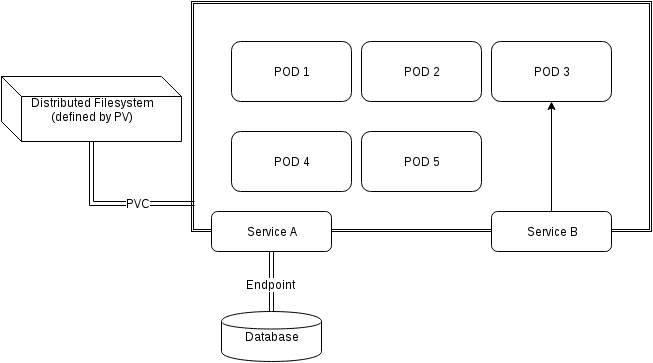 POD 1
POD 2
POD 3
Distributed Filesystem
(defined by PV)
POD 4
POD 5
PVC
Service A
Service B
Endpoint
Database